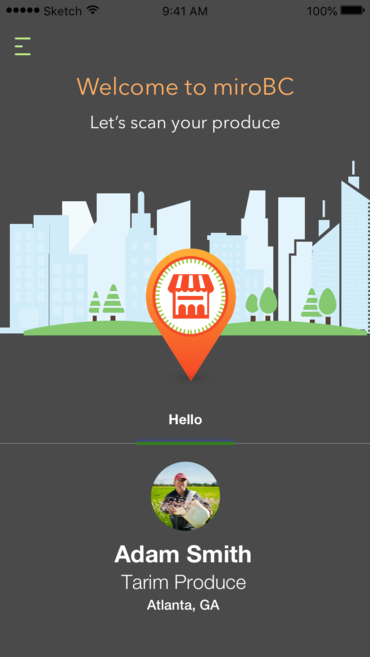 Sketch 9:41 AM 100%
Welcome to miroBC
Let's scan your produce
Hello
Adam Smith
Tarim Produce
Atlanta, GA